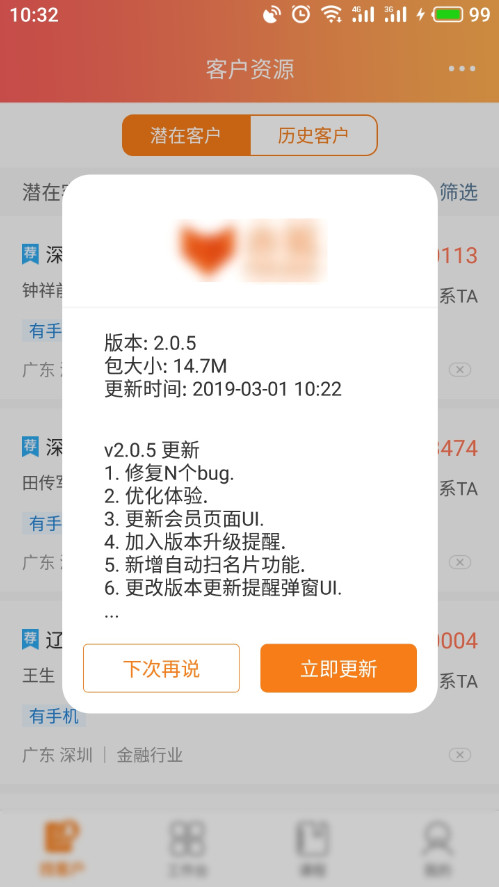 10:32
4G
3G
99
客户资源
潜在客户
历史客户
潜在
筛选
荐 深
0113
钟祥
系TA
有手
广东
版本: 2.0.5
包大小: 14.7M
更新时间: 2019-03-01 10:22
荐 深
3474
田传军
系TA
有手
广东
v2.0.5 更新
1. 修复N个bug.
2. 优化体验.
3. 更新会员页面UI.
4. 加入版本升级提醒.
5. 新增自动扫名片功能.
6. 更改版本更新提醒弹窗UI.
...
荐 辽
0004
王生
系TA
下次再说
立即更新
有手机
广东 深圳 | 金融行业